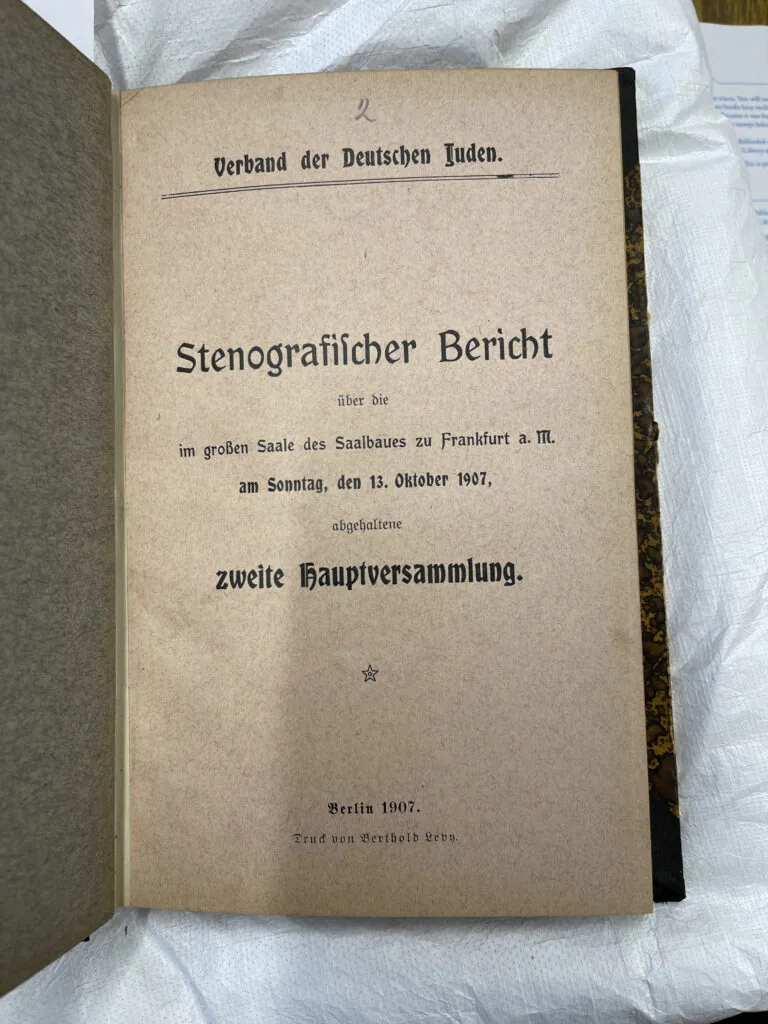 2
Verband der Deutschen Juden.
Stenografiſcher Bericht
über die
im großen Saale des Saalbaues zu Frankfurt a. M.
am Sonntag, den 13. Oktober 1907,
abgehaltene
zweite Hauptversammlung.
Berlin 1907.
Druck von Berthold Levy.